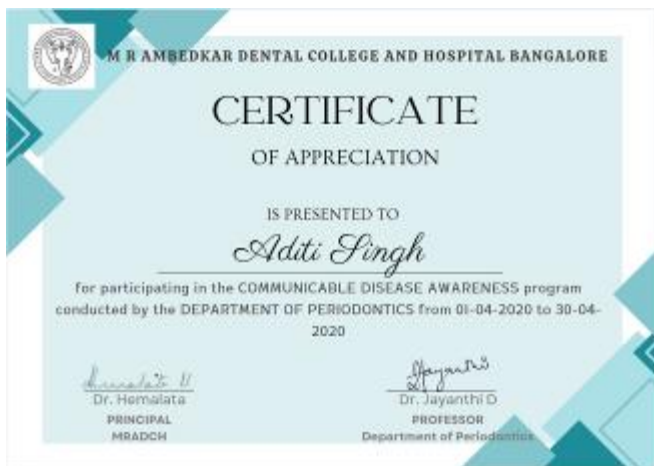 M R AMBEDKAR DENTAL COLLEGE AND HOSPITAL BANGALORE
CERTIFICATE
OF APPRECIATION
IS PRESENTED TO
Aditi Singh
for participating in the COMMUNICABLE DISEASE AWARENESS program
conducted by the DEPARTMENT OF PERIODONTICS from 01-04-2020 to 30-04-
2020
Hemalata H
Dr. Hemalata
PRINCIPAL
MRADCH
Jayanthi D
Dr. Jayanthi D
PROFESSOR
Department of Periodontics